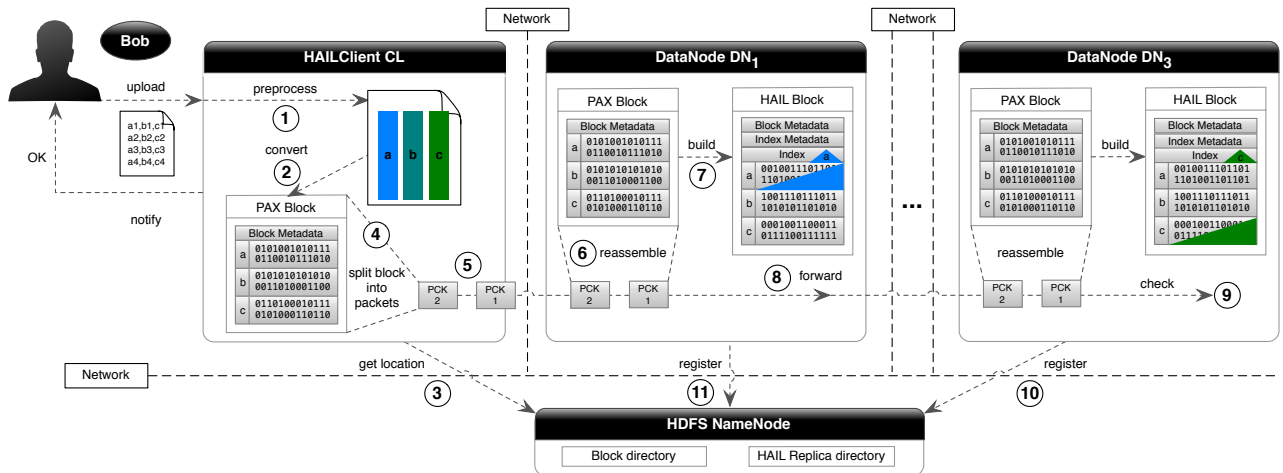 Network
Network
Bob
HAILClient CL
DataNode DN1
DataNode DN3
upload
preprocess
1
a1,b1,c1
a2,b2,c2
a3,b3,c3
a4,b4,c4
OK
notify
convert
2
a b c
PAX Block
Block Metadata
a
0101001010111
0110010111010
b
0101010101010
0011010001100
c
0110100010111
0101000110110
4
split block
into
packets
5
PCK
2
PCK
1
PAX Block
Block Metadata
a
0101001010111
0110010111010
b
0101010101010
0011010001100
c
0110100010111
0101000110110
build
7
HAIL Block
Block Metadata
Index Metadata
Index
a
a
0010011101101
b
1001110111011
1010101101010
c
0001001100011
0111100111111
6
reassemble
PCK
2
PCK
1
8
forward
...
PAX Block
Block Metadata
a
0101001010111
0110010111010
b
0101010101010
0011010001100
c
0110100010111
0101000110110
build
HAIL Block
Block Metadata
Index Metadata
Index
c
a
0010011101101
1101001101101
b
1001110111011
1010101101010
c
reassemble
PCK
2
PCK
1
check
9
Network
get location
3
register
11
register
10
HDFS NameNode
Block directory
HAIL Replica directory